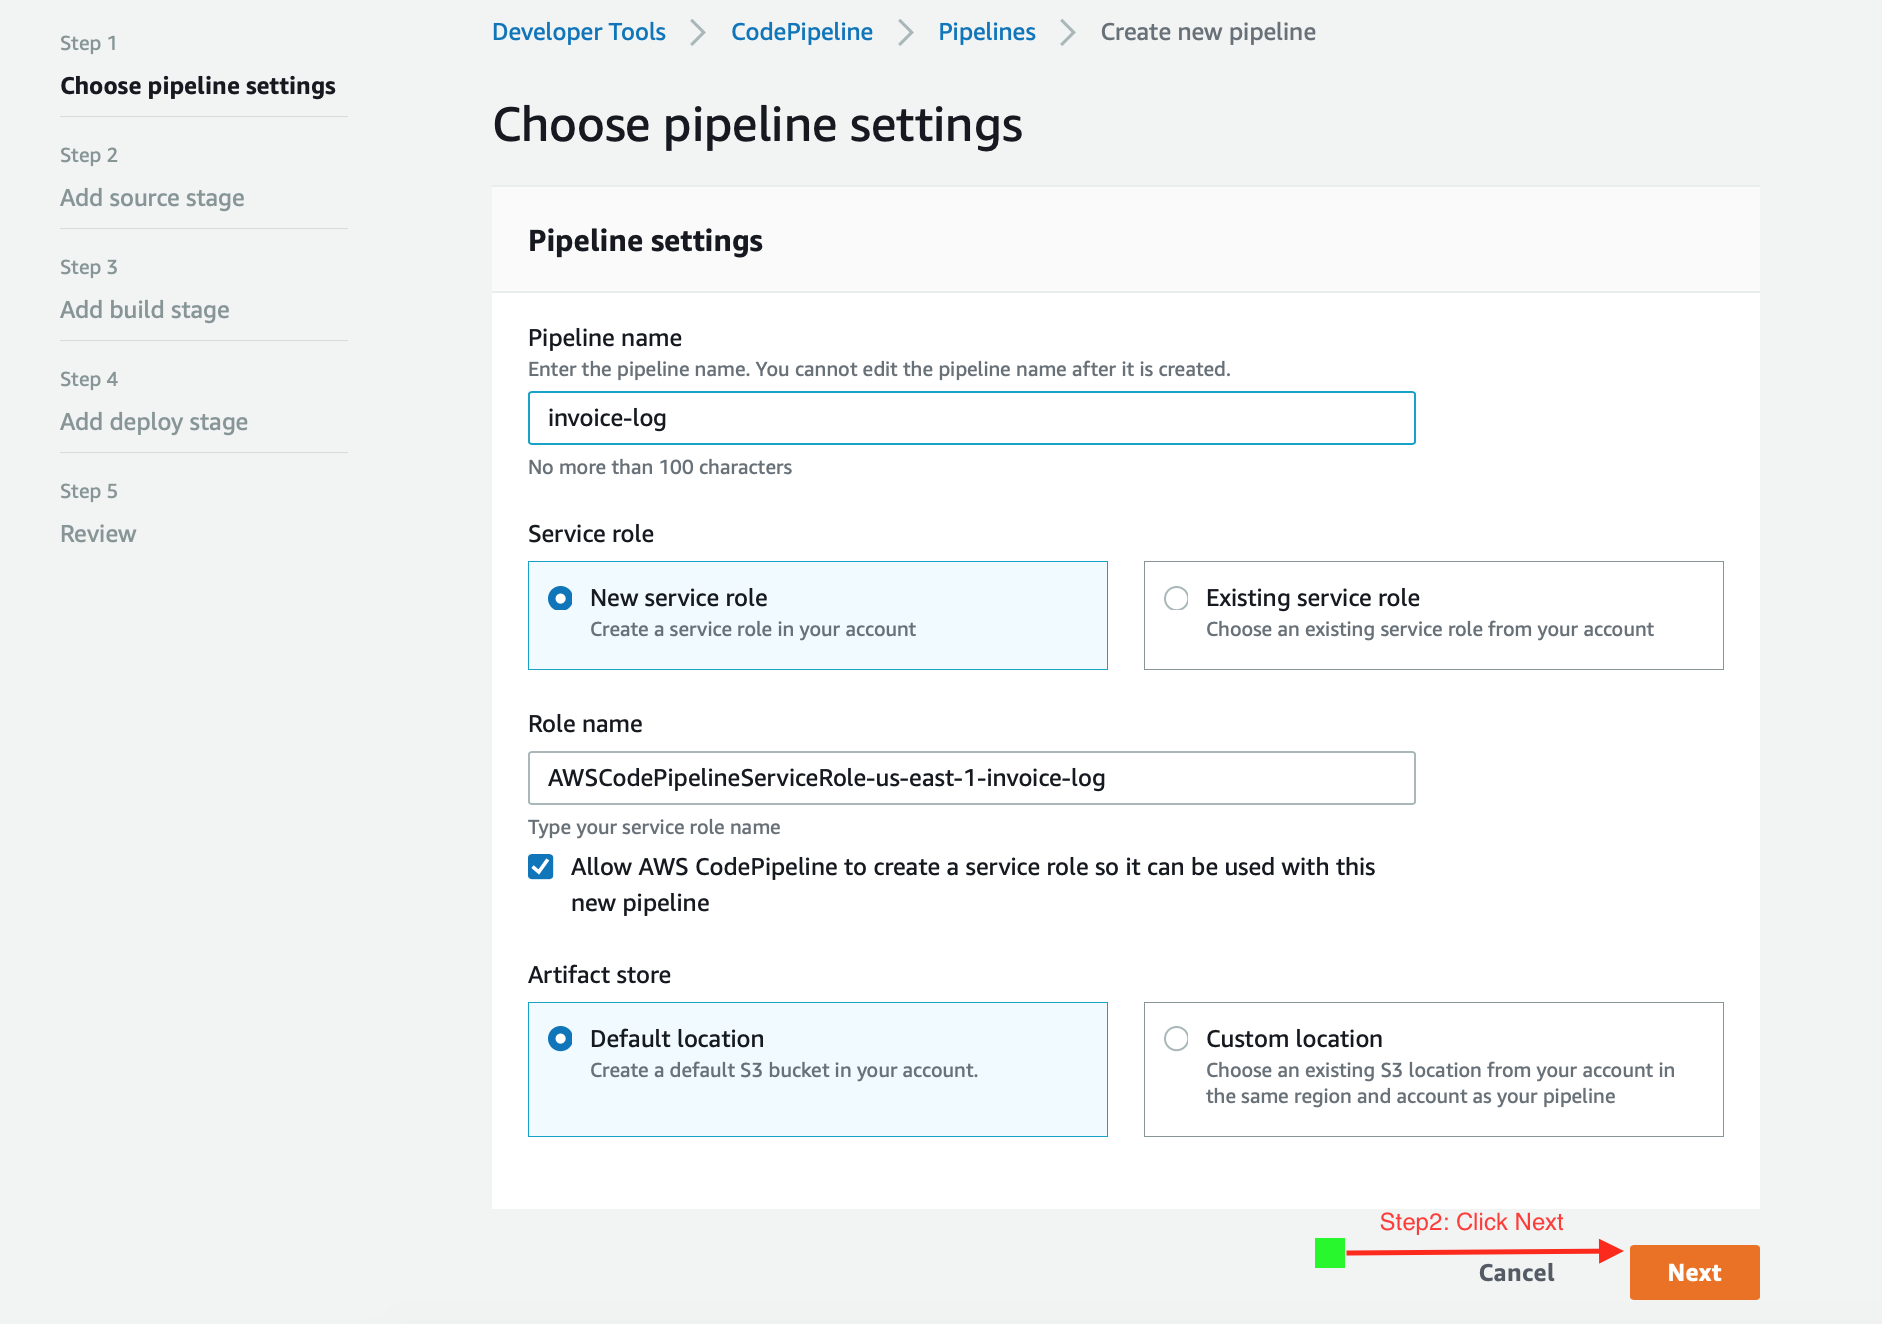 Step 1
Choose pipeline settings
Step 2
Add source stage
Step 3
Add build stage
Step 4
Add deploy stage
Step 5
Review
Developer Tools
CodePipeline
Pipelines
Create new pipeline
Choose pipeline settings
Pipeline settings
Pipeline name
Enter the pipeline name. You cannot edit the pipeline name after it is created.
invoice-log
No more than 100 characters
Service role
New service role
Create a service role in your account
Existing service role
Choose an existing service role from your account
Role name
AWSCodePipelineServiceRole-us-east-1-invoice-log
Type your service role name
Allow AWS CodePipeline to create a service role so it can be used with this
new pipeline
Artifact store
Default location
Create a default S3 bucket in your account.
Custom location
Choose an existing S3 location from your account in
the same region and account as your pipeline
Step2: Click Next
Cancel
Next